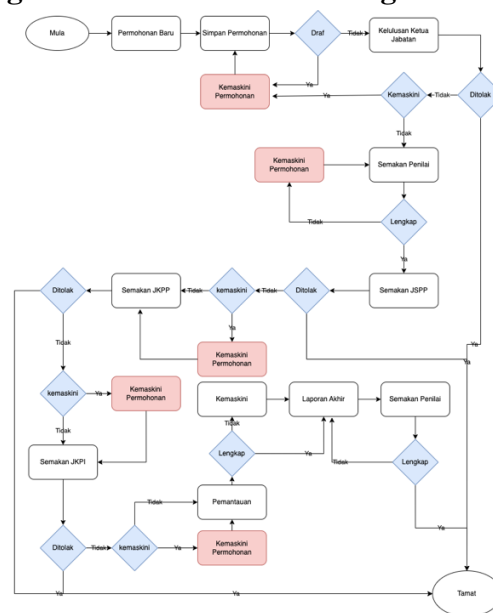 Mula
Permohonan Baru
Simpan Permohonan
Draf
Tidak
Kelulusan Ketua
Jabatan
Ya
Kemaskini
Permohonan
Ya
Kemaskini
Tidak
Ditolak
Tidak
Kemaskini
Permohonan
Semakan Penilai
Tidak
Lengkap
Ya
Ditolak
Semakan JKPP
Tidak
kemaskini
Tidak
Ditolak
Semakan JSPP
Ya
Tidak
Kemaskini
Permohonan
Ya
Ya
kemaskini
Ya
Kemaskini
Permohonan
Kemaskini
Laporan Akhir
Semakan Penilai
Tidak
Tidak
Semakan JKPI
Lengkap
Ya
Tidak
Lengkap
Tidak
Pemantauan
Ya
Ditolak
Tidak
kemaskini
Ya
Kemaskini
Permohonan
Ya
Ya
Tamat